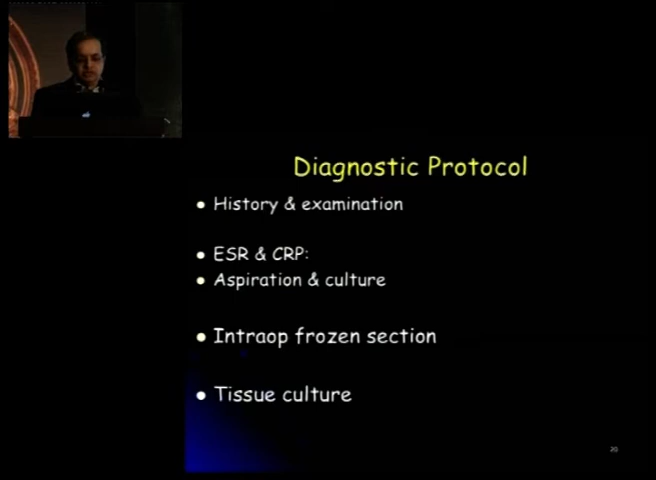 Diagnostic Protocol
• History & examination
• ESR & CRP:
• Aspiration & culture
• Intraop frozen section
• Tissue culture
20